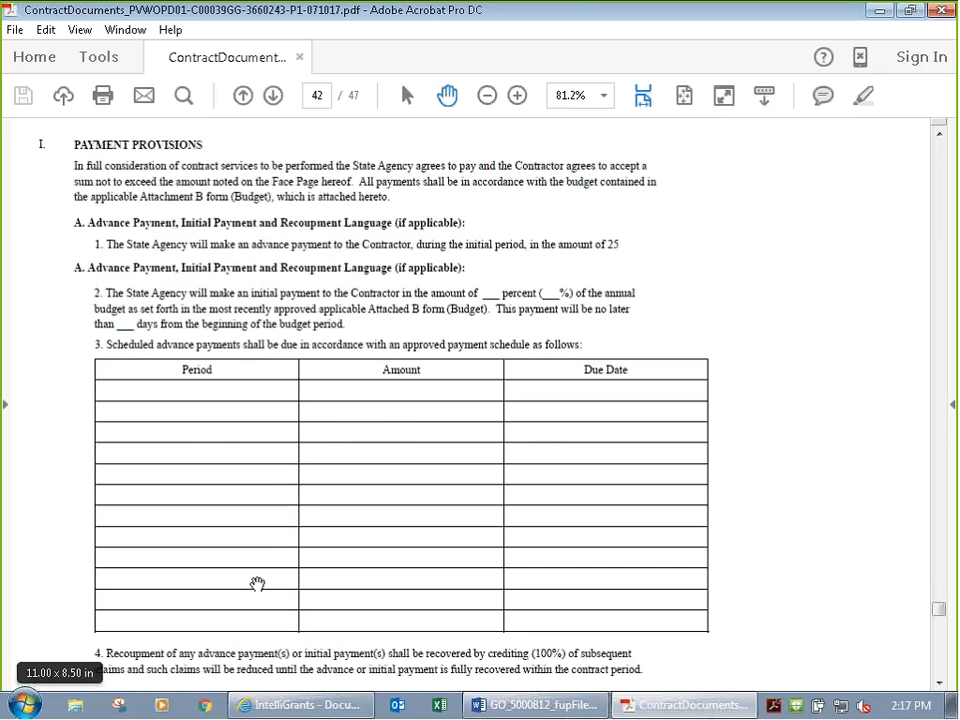 ContractDocuments_PVWOPD01-C00039GG-3660243-P1-071017.pdf - Adobe Acrobat Pro DC
File Edit View Window Help
Home Tools ContractDocument... × Sign In
42 / 47 81.2%
I. PAYMENT PROVISIONS
In full consideration of contract services to be performed the State Agency agrees to pay and the Contractor agrees to accept a
sum not to exceed the amount noted on the Face Page hereof. All payments shall be in accordance with the budget contained in
the applicable Attachment B form (Budget), which is attached hereto.
A. Advance Payment, Initial Payment and Recoupment Language (if applicable):
1. The State Agency will make an advance payment to the Contractor, during the initial period, in the amount of 25
A. Advance Payment, Initial Payment and Recoupment Language (if applicable):
2. The State Agency will make an initial payment to the Contractor in the amount of ___ percent (___%) of the annual
budget as set forth in the most recently approved applicable Attached B form (Budget). This payment will be no later
than ___ days from the beginning of the budget period.
3. Scheduled advance payments shall be due in accordance with an approved payment schedule as follows:
Period Amount Due Date
4. Recoupment of any advance payment(s) or initial payment(s) shall be recovered by crediting (100%) of subsequent
aims and such claims will be reduced until the advance or initial payment is fully recovered within the contract period.
11.00 x 8.50 in
IntelliGrants - Docu... GO_5000812_fupFile... ContractDocuments... 2:17 PM